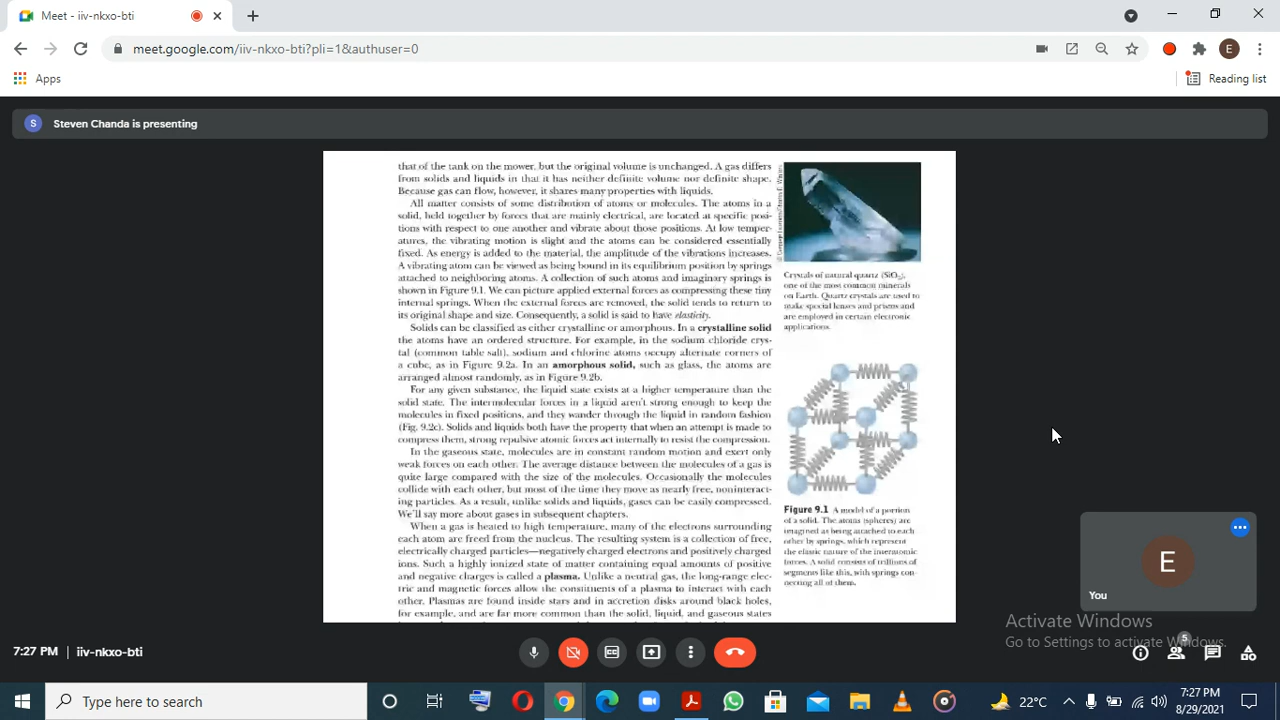 Meet - iiv-nkxo-bti
meet.google.com/iiv-nkxo-bti?pli=1&authuser=0
E
Apps
Reading list
S
Steven Chanda is presenting
that of the tank on the mower, but the original volume is unchanged. A gas differs
from solids and liquids in that it has neither definite volume nor definite shape.
Because gas can flow, however, it shares many properties with liquids.
All matter consists of some distribution of atoms or molecules. The atoms in a
solid, held together by forces that are mainly electrical, are located at specific posi-
tions with respect to one another and vibrate about those positions. At low temper-
atures, the vibrating motion is slight and the atoms can be considered essentially
fixed. As energy is added to the material, the amplitude of the vibrations increases.
A vibrating atom can be viewed as being bound in its equilibrium position by springs
attached to neighboring atoms. A collection of such atoms and imaginary springs is
shown in Figure 9.1. We can picture applied external forces as compressing these tiny
internal springs. When the external forces are removed, the solid tends to return to
its original shape and size. Consequently, a solid is said to have elasticity.
Solids can be classified as either crystalline or amorphous. In a crystalline solid
the atoms have an ordered structure. For example, in the sodium chloride crys-
tal (common table salt), sodium and chlorine atoms occupy alternate corners of
a cube, as in Figure 9.2a. In an amorphous solid, such as glass, the atoms are
arranged almost randomly, as in Figure 9.2b.
For any given substance, the liquid state exists at a higher temperature than the
solid state. The intermolecular forces in a liquid aren't strong enough to keep the
molecules in fixed positions, and they wander through the liquid in random fashion
(Fig. 9.2c). Solids and liquids both have the property that when an attempt is made to
compress them, strong repulsive atomic forces act internally to resist the compression.
In the gaseous state, molecules are in constant random motion and exert only
weak forces on each other. The average distance between the molecules of a gas is
quite large compared with the size of the molecules. Occasionally the molecules
collide with each other, but most of the time they move as nearly free, noninteract-
ing particles. As a result, unlike solids and liquids, gases can be easily compressed.
We'll say more about gases in subsequent chapters.
When a gas is heated to high temperature, many of the electrons surrounding
each atom are freed from the nucleus. The resulting system is a collection of free,
electrically charged particles—negatively charged electrons and positively charged
ions. Such a highly ionized state of matter containing equal amounts of positive
and negative charges is called a plasma. Unlike a neutral gas, the long-range elec-
tric and magnetic forces allow the constituents of a plasma to interact with each
other. Plasmas are found inside stars and in accretion disks around black holes,
for example, and are far more common than the solid, liquid, and gaseous states
Crystals of natural quartz (SiO2),
one of the most common minerals
on Earth. Quartz crystals are used to
make special lenses and prisms and
are employed in certain electronic
applications.
Figure 9.1 A model of a portion
of a solid. The atoms (spheres) are
imagined as being attached to each
other by springs, which represent
the elastic nature of the interatomic
forces. A solid consists of trillions of
segments like this, with springs con-
necting all of them.
E
You
Activate Windows
Go to Settings to activate Windows.
7:27 PM | iiv-nkxo-bti
5
Type here to search
22°C
7:27 PM
8/29/2021